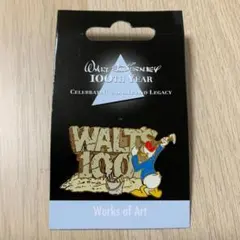 WALT DISNEY
100TH YEAR
CELEBRATING THE LEGACY
WALT'S
100
Works of Art